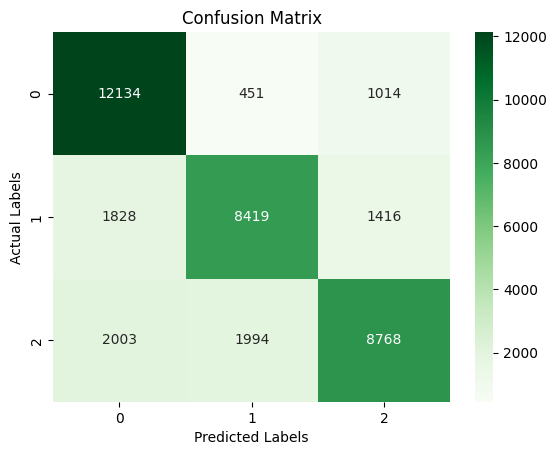 Confusion Matrix
12000
0 12134 451 1014
10000
8000
Actual Labels
1 1828 8419 1416
6000
4000
2 2003 1994 8768
2000
0 1 2
Predicted Labels